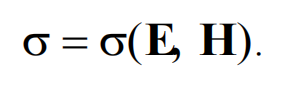 σ = σ(E, H).